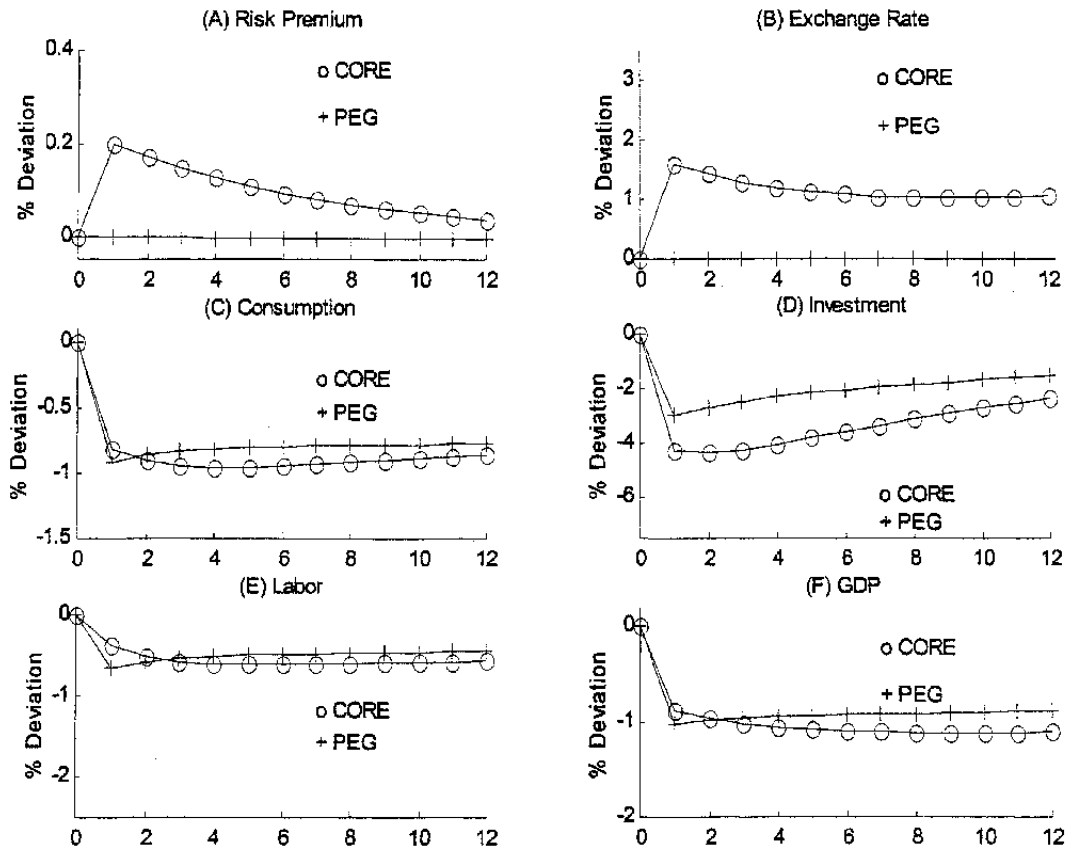 (A) Risk Premium
% Deviation
0.4
0.2
0
CORE
PEG
0 2 4 6 8 10 12
(B) Exchange Rate
% Deviation
3
2
1
0
CORE
PEG
0 2 4 6 8 10 12
(C) Consumption
% Deviation
0
-0.5
-1
-1.5
CORE
PEG
0 2 4 6 8 10 12
(D) Investment
% Deviation
0
-2
-4
-6
CORE
PEG
0 2 4 6 8 10 12
(E) Labor
% Deviation
0
-1
-2
CORE
PEG
0 2 4 6 8 10 12
(F) GDP
% Deviation
0
-1
-2
CORE
PEG
0 2 4 6 8 10 12